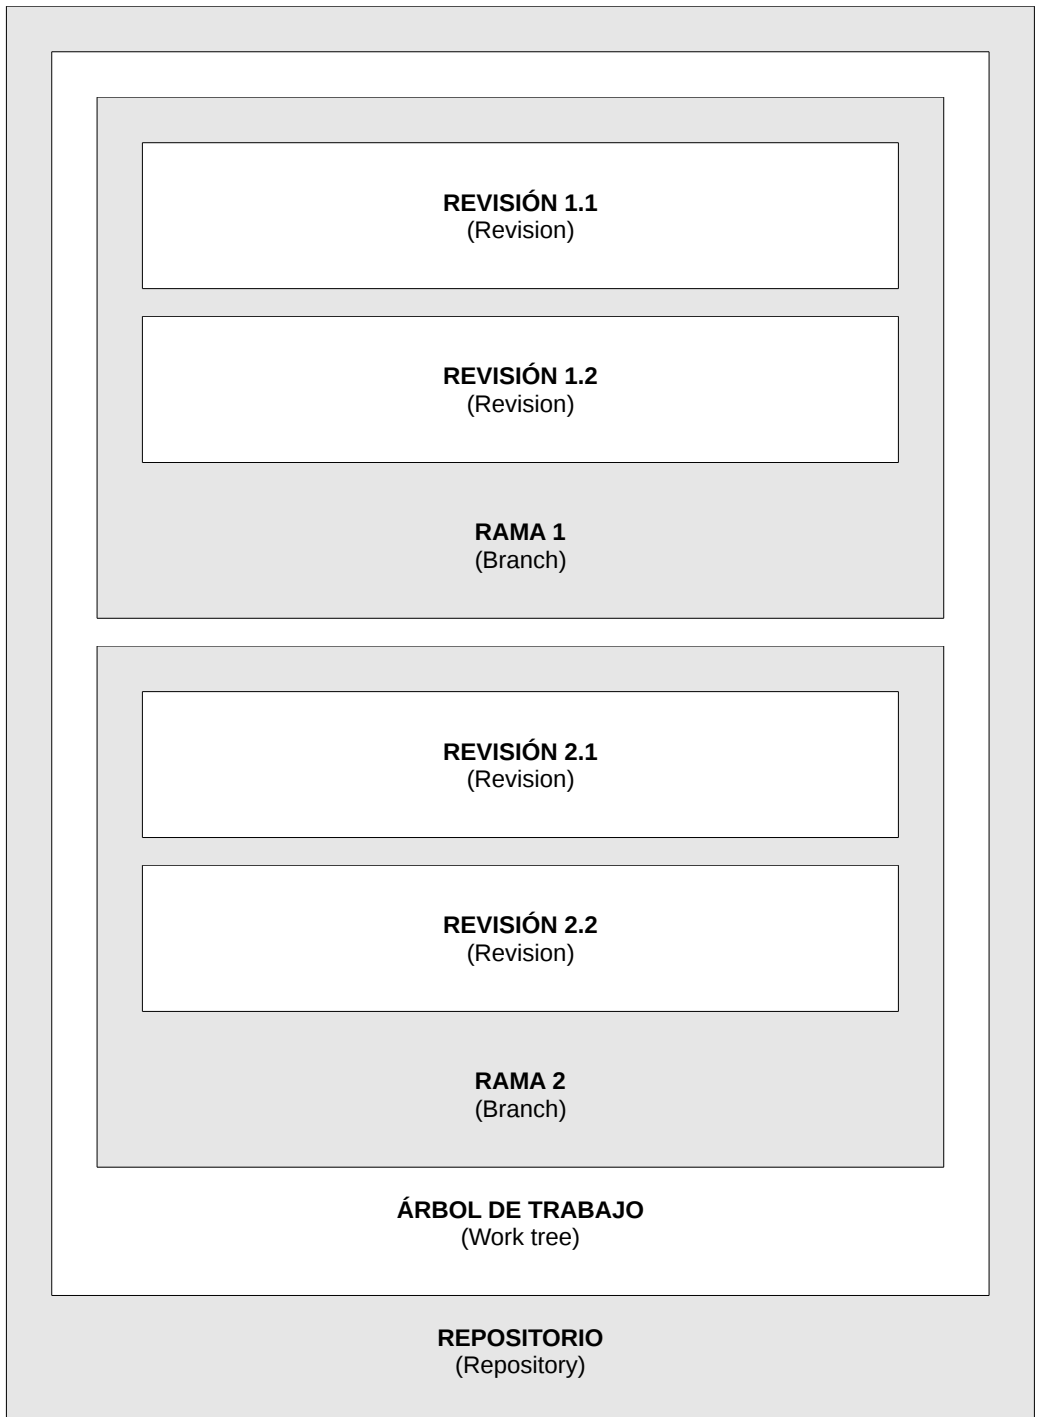 REVISIÓN 1.1
(Revision)
REVISIÓN 1.2
(Revision)
RAMA 1
(Branch)
REVISIÓN 2.1
(Revision)
REVISIÓN 2.2
(Revision)
RAMA 2
(Branch)
ÁRBOL DE TRABAJO
(Work tree)
REPOSITORIO
(Repository)